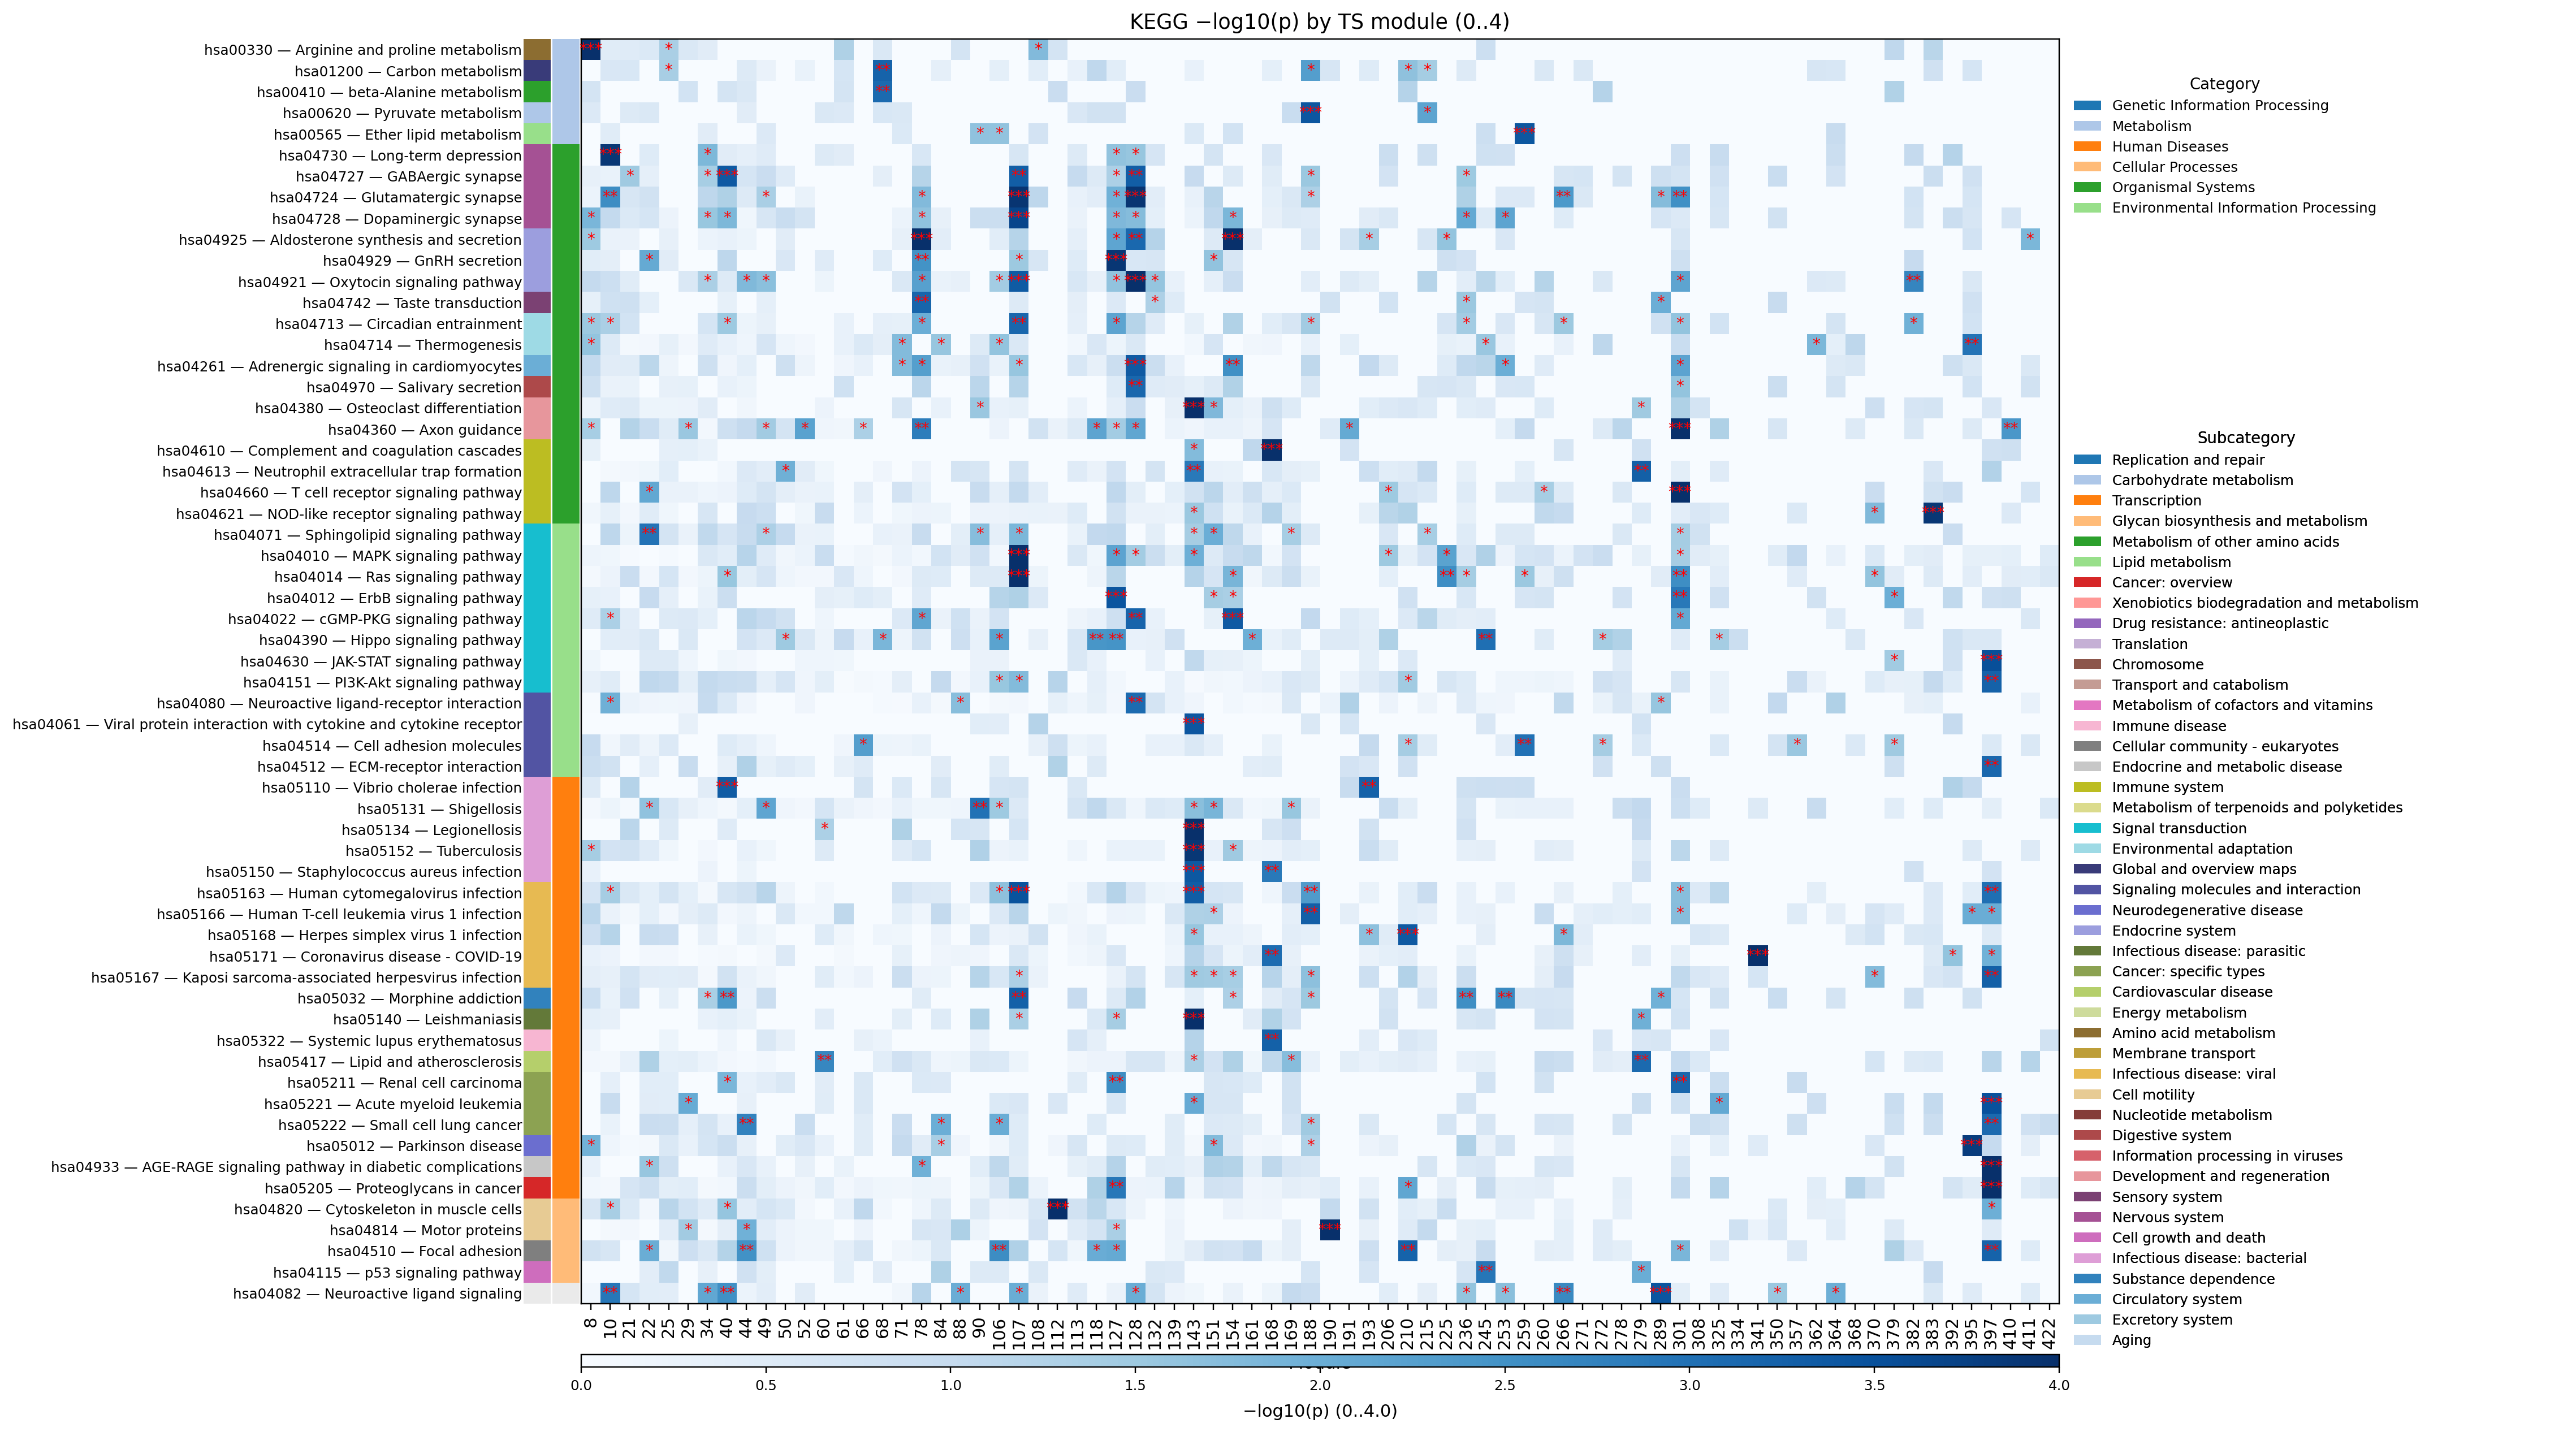 KEGG −log10(p) by TS module (0..4)
hsa00330 — Arginine and proline metabolism
hsa01200 — Carbon metabolism
hsa00410 — beta-Alanine metabolism
hsa00620 — Pyruvate metabolism
hsa00565 — Ether lipid metabolism
hsa04730 — Long-term depression
hsa04727 — GABAergic synapse
hsa04724 — Glutamatergic synapse
hsa04728 — Dopaminergic synapse
hsa04925 — Aldosterone synthesis and secretion
hsa04929 — GnRH secretion
hsa04921 — Oxytocin signaling pathway
hsa04742 — Taste transduction
hsa04713 — Circadian entrainment
hsa04714 — Thermogenesis
hsa04261 — Adrenergic signaling in cardiomyocytes
hsa04970 — Salivary secretion
hsa04380 — Osteoclast differentiation
hsa04360 — Axon guidance
hsa04610 — Complement and coagulation cascades
hsa04613 — Neutrophil extracellular trap formation
hsa04660 — T cell receptor signaling pathway
hsa04621 — NOD-like receptor signaling pathway
hsa04071 — Sphingolipid signaling pathway
hsa04010 — MAPK signaling pathway
hsa04014 — Ras signaling pathway
hsa04012 — ErbB signaling pathway
hsa04022 — cGMP-PKG signaling pathway
hsa04390 — Hippo signaling pathway
hsa04630 — JAK-STAT signaling pathway
hsa04151 — PI3K-Akt signaling pathway
hsa04080 — Neuroactive ligand-receptor interaction
hsa04061 — Viral protein interaction with cytokine and cytokine receptor
hsa04514 — Cell adhesion molecules
hsa04512 — ECM-receptor interaction
hsa05110 — Vibrio cholerae infection
hsa05131 — Shigellosis
hsa05134 — Legionellosis
hsa05152 — Tuberculosis
hsa05150 — Staphylococcus aureus infection
hsa05163 — Human cytomegalovirus infection
hsa05166 — Human T-cell leukemia virus 1 infection
hsa05168 — Herpes simplex virus 1 infection
hsa05171 — Coronavirus disease - COVID-19
hsa05167 — Kaposi sarcoma-associated herpesvirus infection
hsa05032 — Morphine addiction
hsa05140 — Leishmaniasis
hsa05322 — Systemic lupus erythematosus
hsa05417 — Lipid and atherosclerosis
hsa05211 — Renal cell carcinoma
hsa05221 — Acute myeloid leukemia
hsa05222 — Small cell lung cancer
hsa05012 — Parkinson disease
hsa04933 — AGE-RAGE signaling pathway in diabetic complications
hsa05205 — Proteoglycans in cancer
hsa04820 — Cytoskeleton in muscle cells
hsa04814 — Motor proteins
hsa04510 — Focal adhesion
hsa04115 — p53 signaling pathway
hsa04082 — Neuroactive ligand signaling
8 10 21 22 25 29 34 40 44 49 50 52 60 61 66 68 71 78 84 88 90 106 107 108 112 113 118 127 128 132 139 143 151 154 161 168 169 188 190 191 193 206 210 215 225 236 245 253 259 260 266 271 272 278 279 289 301 308 325 334 341 350 357 362 364 368 370 379 382 383 392 395 397 410 411 422
0.0 0.5 1.0 1.5 2.0 2.5 3.0 3.5 4.0
−log10(p) (0..4.0)
Category
Genetic Information Processing
Metabolism
Human Diseases
Cellular Processes
Organismal Systems
Environmental Information Processing
Subcategory
Replication and repair
Carbohydrate metabolism
Transcription
Glycan biosynthesis and metabolism
Metabolism of other amino acids
Lipid metabolism
Cancer: overview
Xenobiotics biodegradation and metabolism
Drug resistance: antineoplastic
Translation
Chromosome
Transport and catabolism
Metabolism of cofactors and vitamins
Immune disease
Cellular community - eukaryotes
Endocrine and metabolic disease
Immune system
Metabolism of terpenoids and polyketides
Signal transduction
Environmental adaptation
Global and overview maps
Signaling molecules and interaction
Neurodegenerative disease
Endocrine system
Infectious disease: parasitic
Cancer: specific types
Cardiovascular disease
Energy metabolism
Amino acid metabolism
Membrane transport
Infectious disease: viral
Cell motility
Nucleotide metabolism
Digestive system
Information processing in viruses
Development and regeneration
Sensory system
Nervous system
Cell growth and death
Infectious disease: bacterial
Substance dependence
Circulatory system
Excretory system
Aging